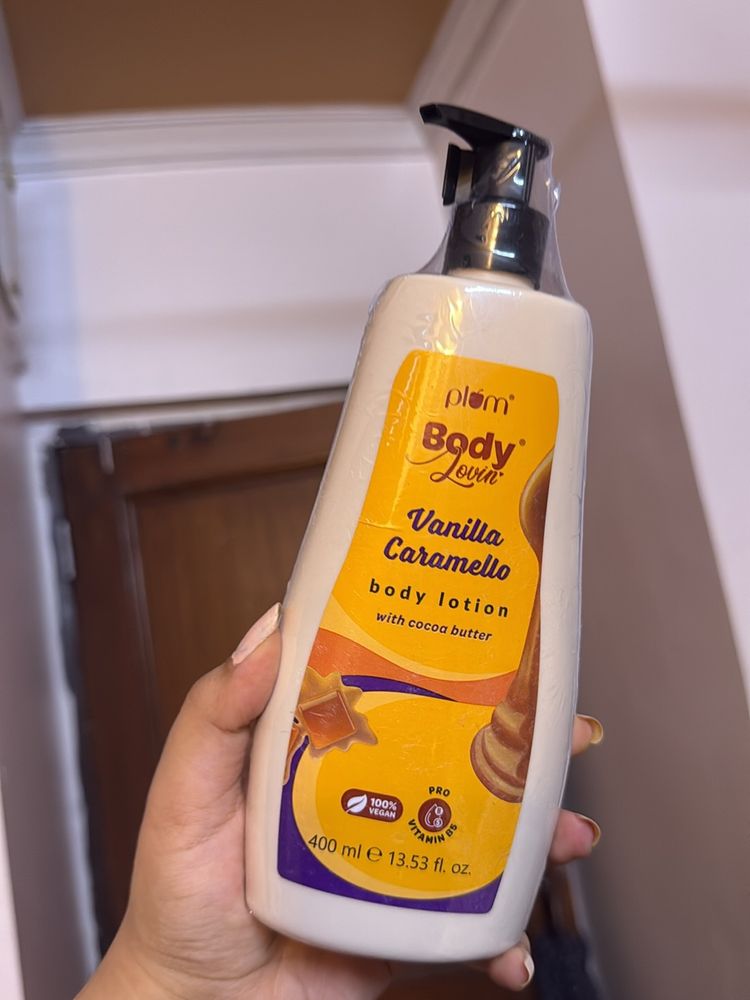 plum®
Body®
Lovin'
Vanilla
Caramello
body lotion
with cocoa butter
100%
VEGAN
PRO
VITAMIN B5
400 ml ℮ 13.53 fl. oz.